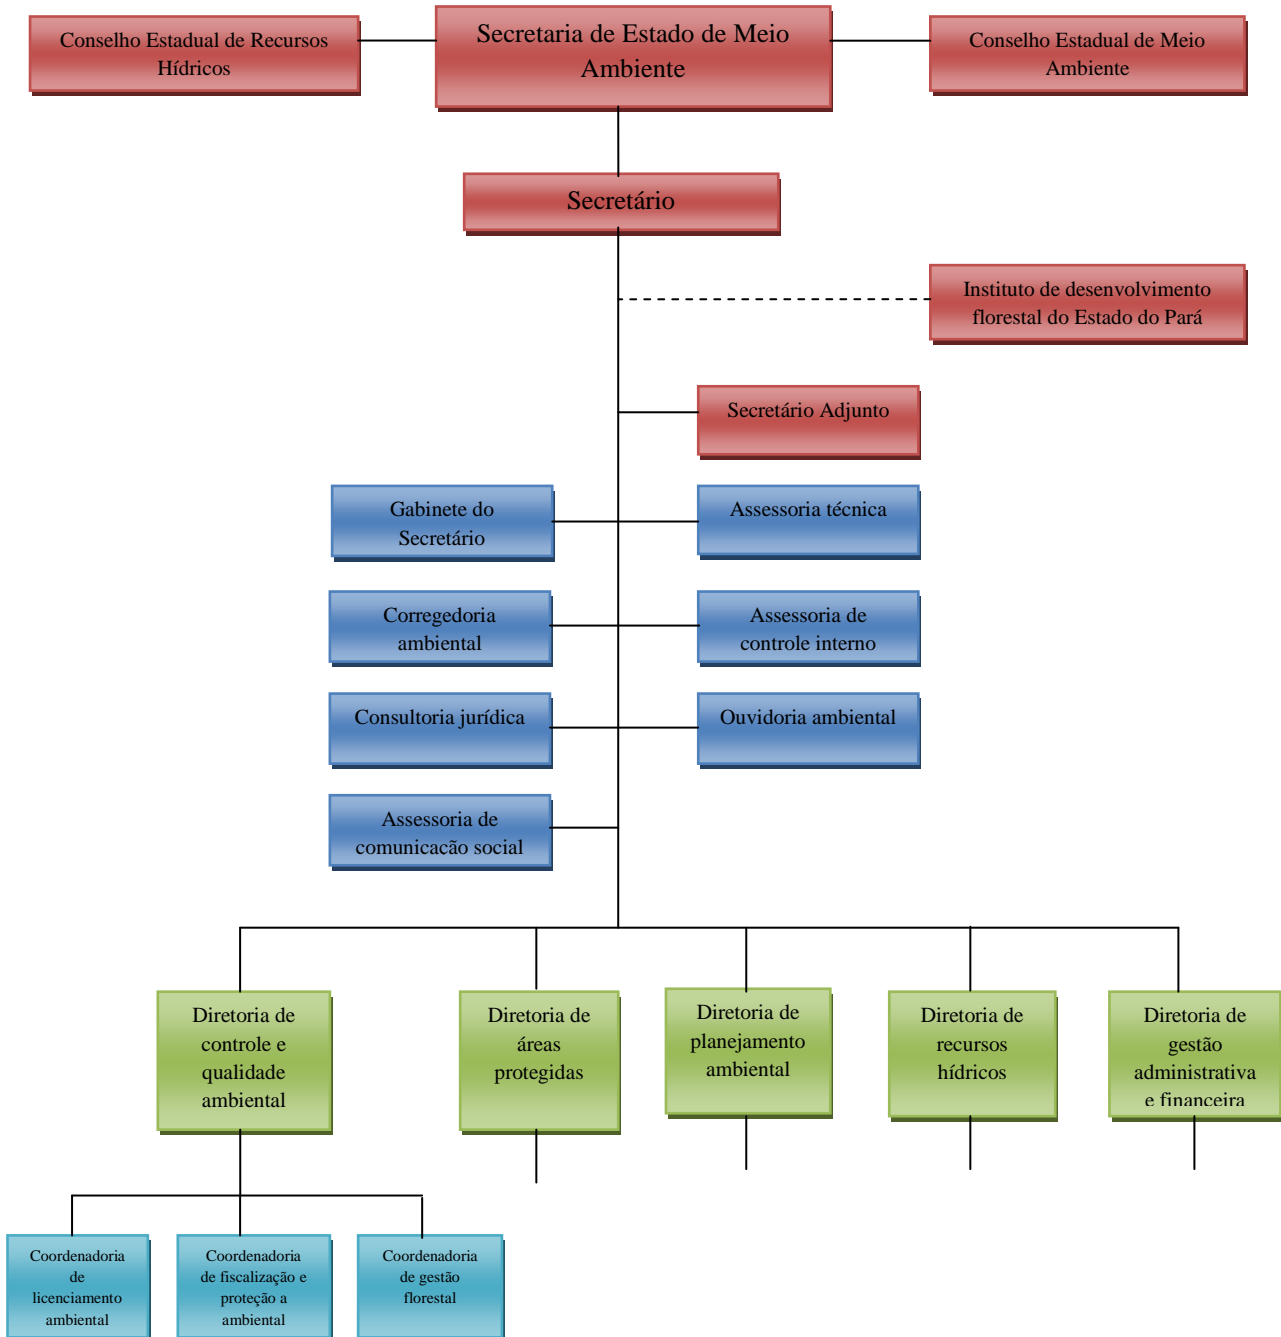 Conselho Estadual de Recursos
Hídricos
Secretaria de Estado de Meio
Ambiente
Conselho Estadual de Meio
Ambiente
Secretário
Instituto de desenvolvimento
florestal do Estado do Pará
Secretário Adjunto
Gabinete do
Secretário
Assessoria técnica
Corregedoria
ambiental
Assessoria de
controle interno
Consultoria jurídica
Ouvidoria ambiental
Assessoria de
comunicacão social
Diretoria de
controle e
qualidade
ambiental
Diretoria de
áreas
protegidas
Diretoria de
planejamento
ambiental
Diretoria de
recursos
hídricos
Diretoria de
gestão
administrativa
e financeira
Coordenadoria
de
licenciamento
ambiental
Coordenadoria
de fiscalização e
proteção a
ambiental
Coordenadoria
de gestão
florestal